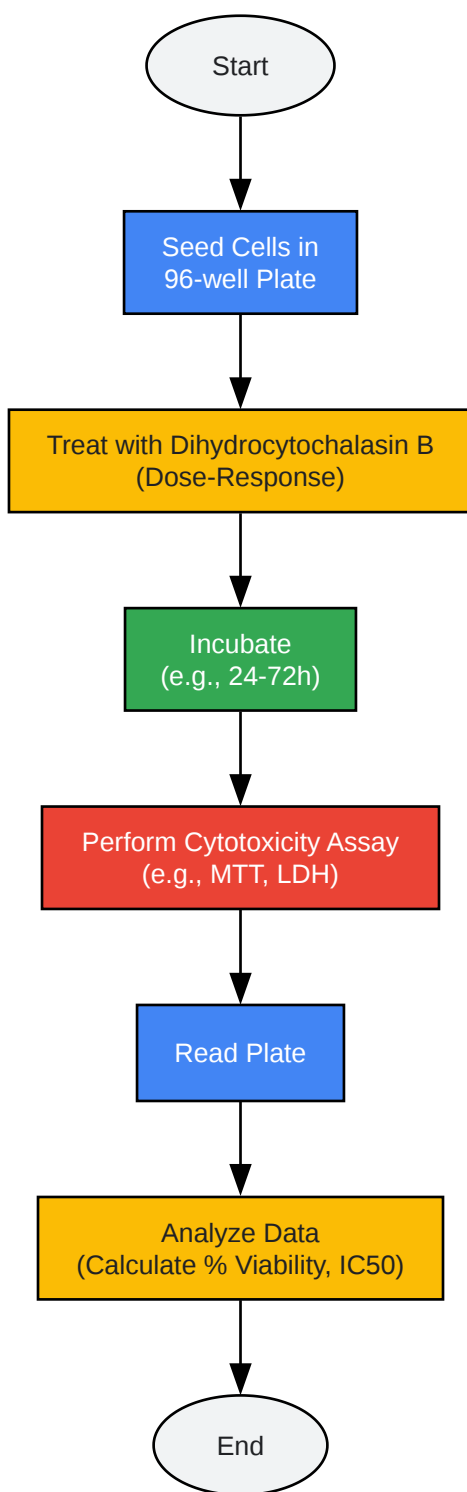 Start
Seed Cells in
96-well Plate
Treat with Dihydrocytochalasin B
(Dose-Response)
Incubate
(e.g., 24-72h)
Perform Cytotoxicity Assay
(e.g., MTT, LDH)
Read Plate
Analyze Data
(Calculate % Viability, IC50)
End